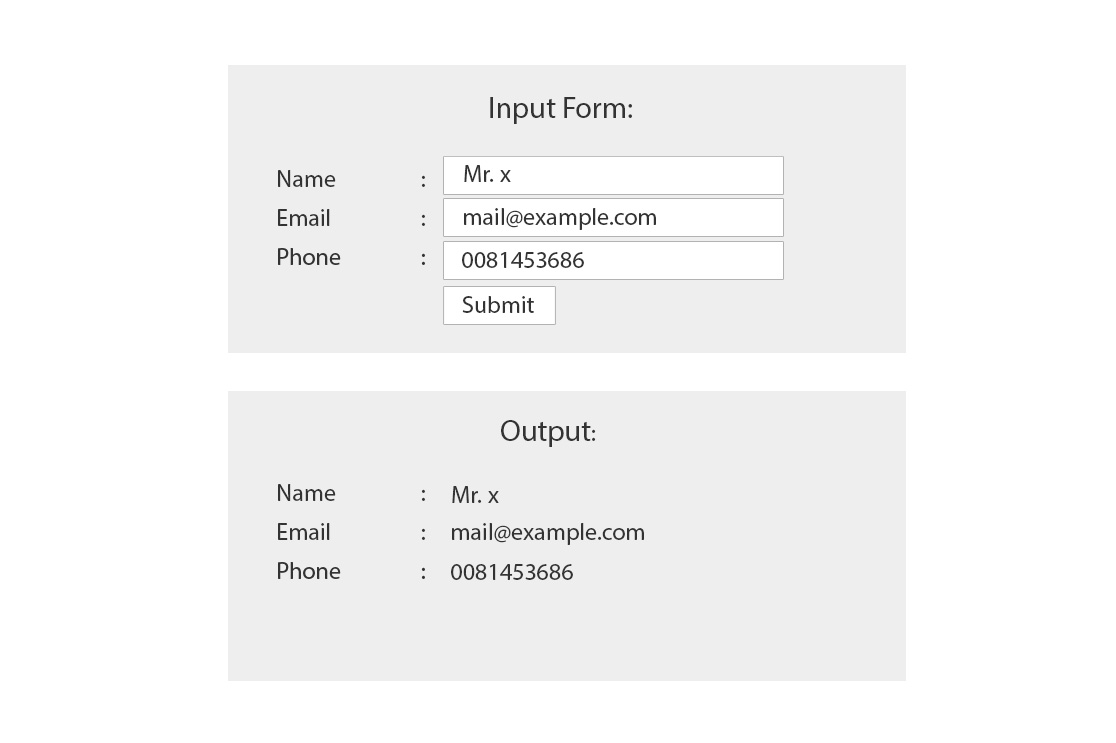 Input Form:
Name : Mr. x
Email : mail@example.com
Phone : 0081453686
Submit
Output:
Name : Mr. x
Email : mail@example.com
Phone : 0081453686